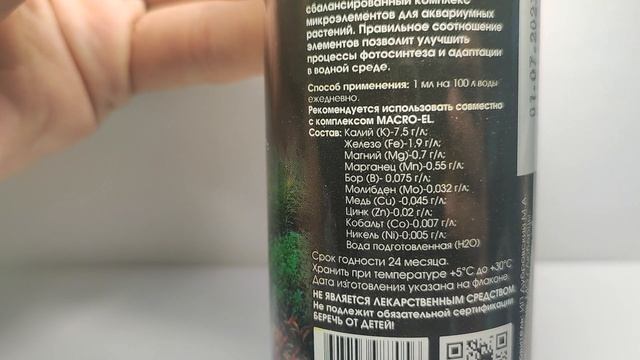 сбалансированный комплекс
микроэлементов для аквариумных
растений. Правильное соотношение
элементов позволит улучшить
процессы фотосинтеза и адаптации
в водной среде.
Способ применения: 1 мл на 100 л воды
ежедневно.
Рекомендуется использовать совместно
с комплексом MACRO-EL.
Состав: Калий (K)-7,5 г/л;
Железо (Fe)-1,9 г/л;
Магний (Mg)-0,7 г/л;
Марганец (Mn)-0,55 г/л;
Бор (B)- 0,075 г/л;
Молибден (Mo)-0,032 г/л;
Медь (Cu) -0,045 г/л;
Цинк (Zn)-0,02 г/л;
Кобальт (Co)-0,007 г/л;
Никель (Ni)-0,005 г/л;
Вода подготовленная (H2O)
Срок годности 24 месяца.
Хранить при температуре +5°C до +30°C
Дата изготовления указана на флаконе.
НЕ ЯВЛЯЕТСЯ ЛЕКАРСТВЕННЫМ СРЕДСТВОМ
Не подлежит обязательной сертификации
БЕРЕЧЬ ОТ ДЕТЕЙ!